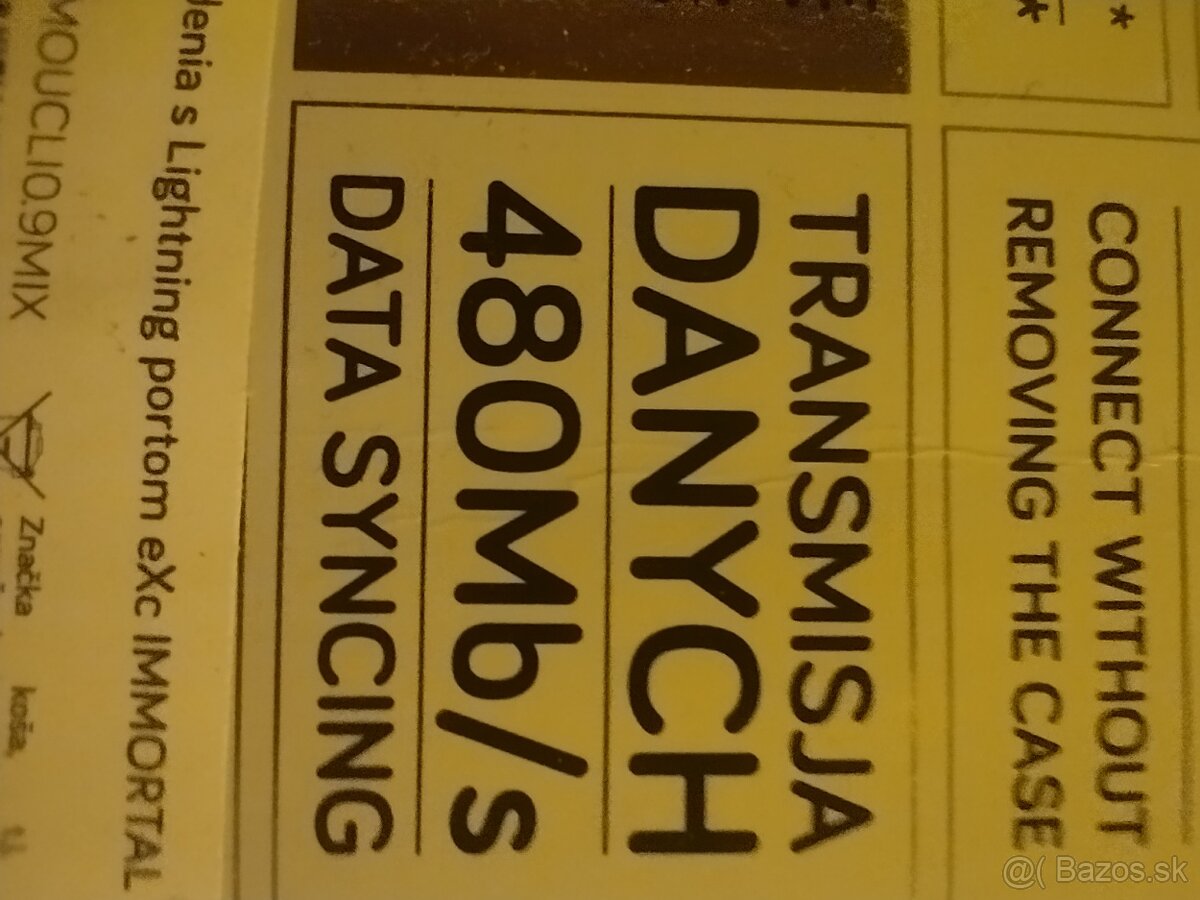 * *
CONNECT WITHOUT
REMOVING THE CASE
TRANSMISJA
DANYCH
480Mb/s
DATA SYNCING
denia s Lightning portom eXc IMMORTAL
MOUCLI0.9MIX
Značka koša,
@( Bazos.sk